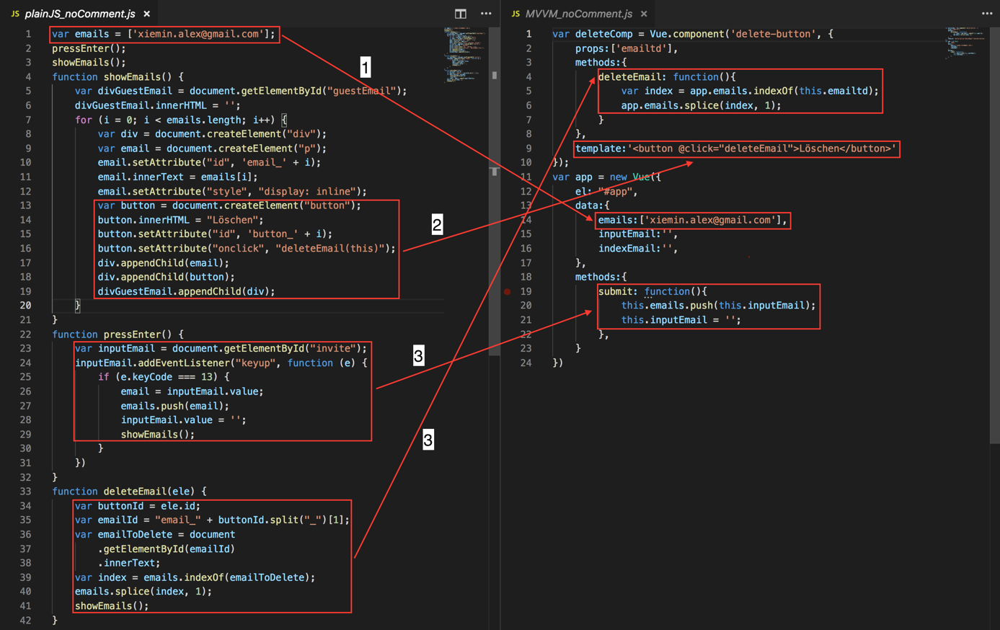 JS plainJS_noComment.js ×
1 var emails = ['xiemin.alex@gmail.com'];
2 pressEnter();
3 showEmails();
4 function showEmails() {
5 var divGuestEmail = document.getElementById("guestEmail");
6 divGuestEmail.innerHTML = '';
7 for (i = 0; i < emails.length; i++) {
8 var div = document.createElement("div");
9 var email = document.createElement("p");
10 email.setAttribute("id", 'email_' + i);
11 email.innerText = emails[i];
12 email.setAttribute("style", "display: inline");
13 var button = document.createElement("button");
14 button.innerHTML = "Löschen";
15 button.setAttribute("id", 'button_' + i);
16 button.setAttribute("onclick", "deleteEmail(this)");
17 div.appendChild(email);
18 div.appendChild(button);
19 divGuestEmail.appendChild(div);
20 }
21 }
22 function pressEnter() {
23 var inputEmail = document.getElementById("invite");
24 inputEmail.addEventListener("keyup", function (e) {
25 if (e.keyCode === 13) {
26 email = inputEmail.value;
27 emails.push(email);
28 inputEmail.value = '';
29 showEmails();
30 }
31 })
32 }
33 function deleteEmail(ele) {
34 var buttonId = ele.id;
35 var emailId = "email_" + buttonId.split("_")[1];
36 var emailToDelete = document
37 .getElementById(emailId)
38 .innerText;
39 var index = emails.indexOf(emailToDelete);
40 emails.splice(index, 1);
41 showEmails();
42 }
1
2
3
3
JS MVVM_noComment.js ×
1 var deleteComp = Vue.component('delete-button', {
2 props:['emailtd'],
3 methods:{
4 deleteEmail: function(){
5 var index = app.emails.indexOf(this.emailtd);
6 app.emails.splice(index, 1);
7 }
8 },
9 template:'<button @click="deleteEmail">Löschen</button>'
10 });
11 var app = new Vue({
12 el: "#app",
13 data:{
14 emails:['xiemin.alex@gmail.com'],
15 inputEmail:'',
16 indexEmail:'',
17 },
18 methods:{
19 submit: function(){
20 this.emails.push(this.inputEmail);
21 this.inputEmail = '';
22 },
23 }
24 })